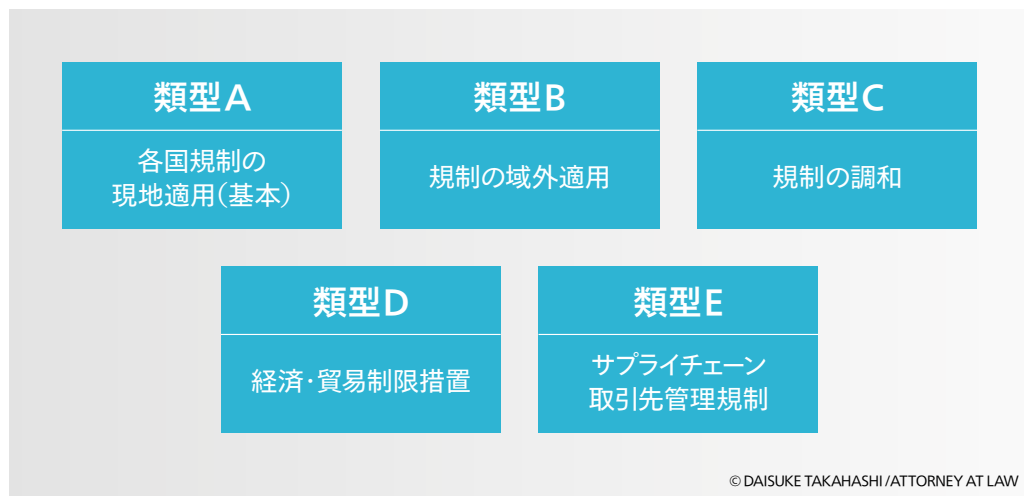 類型A
各国規制の
現地適用(基本)
類型B
規制の域外適用
類型C
規制の調和
類型D
経済・貿易制限措置
類型E
サプライチェーン
取引先管理規制
© DAISUKE TAKAHASHI /ATTORNEY AT LAW